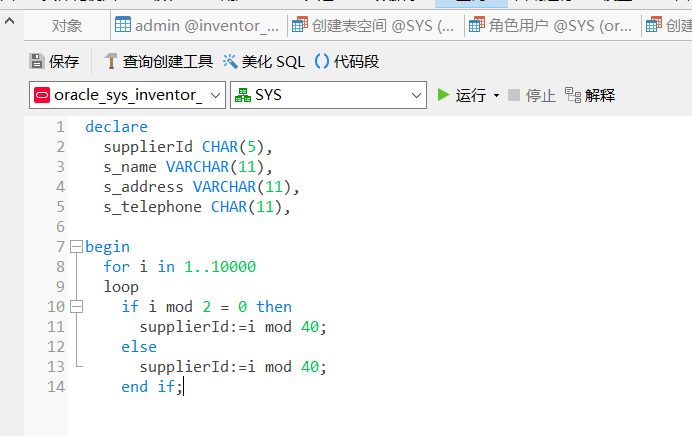 对象 admin @inventor_... 创建表空间 @SYS (... 角色用户 @SYS (or... 创建
保存 查询创建工具 美化 SQL () 代码段
oracle_sys_inventor_ SYS 运行 停止 解释
1 declare
2 supplierId CHAR(5),
3 s_name VARCHAR(11),
4 s_address VARCHAR(11),
5 s_telephone CHAR(11),
6
7 begin
8 for i in 1..10000
9 loop
10 if i mod 2 = 0 then
11 supplierId:=i mod 40;
12 else
13 supplierId:=i mod 40;
14 end if;